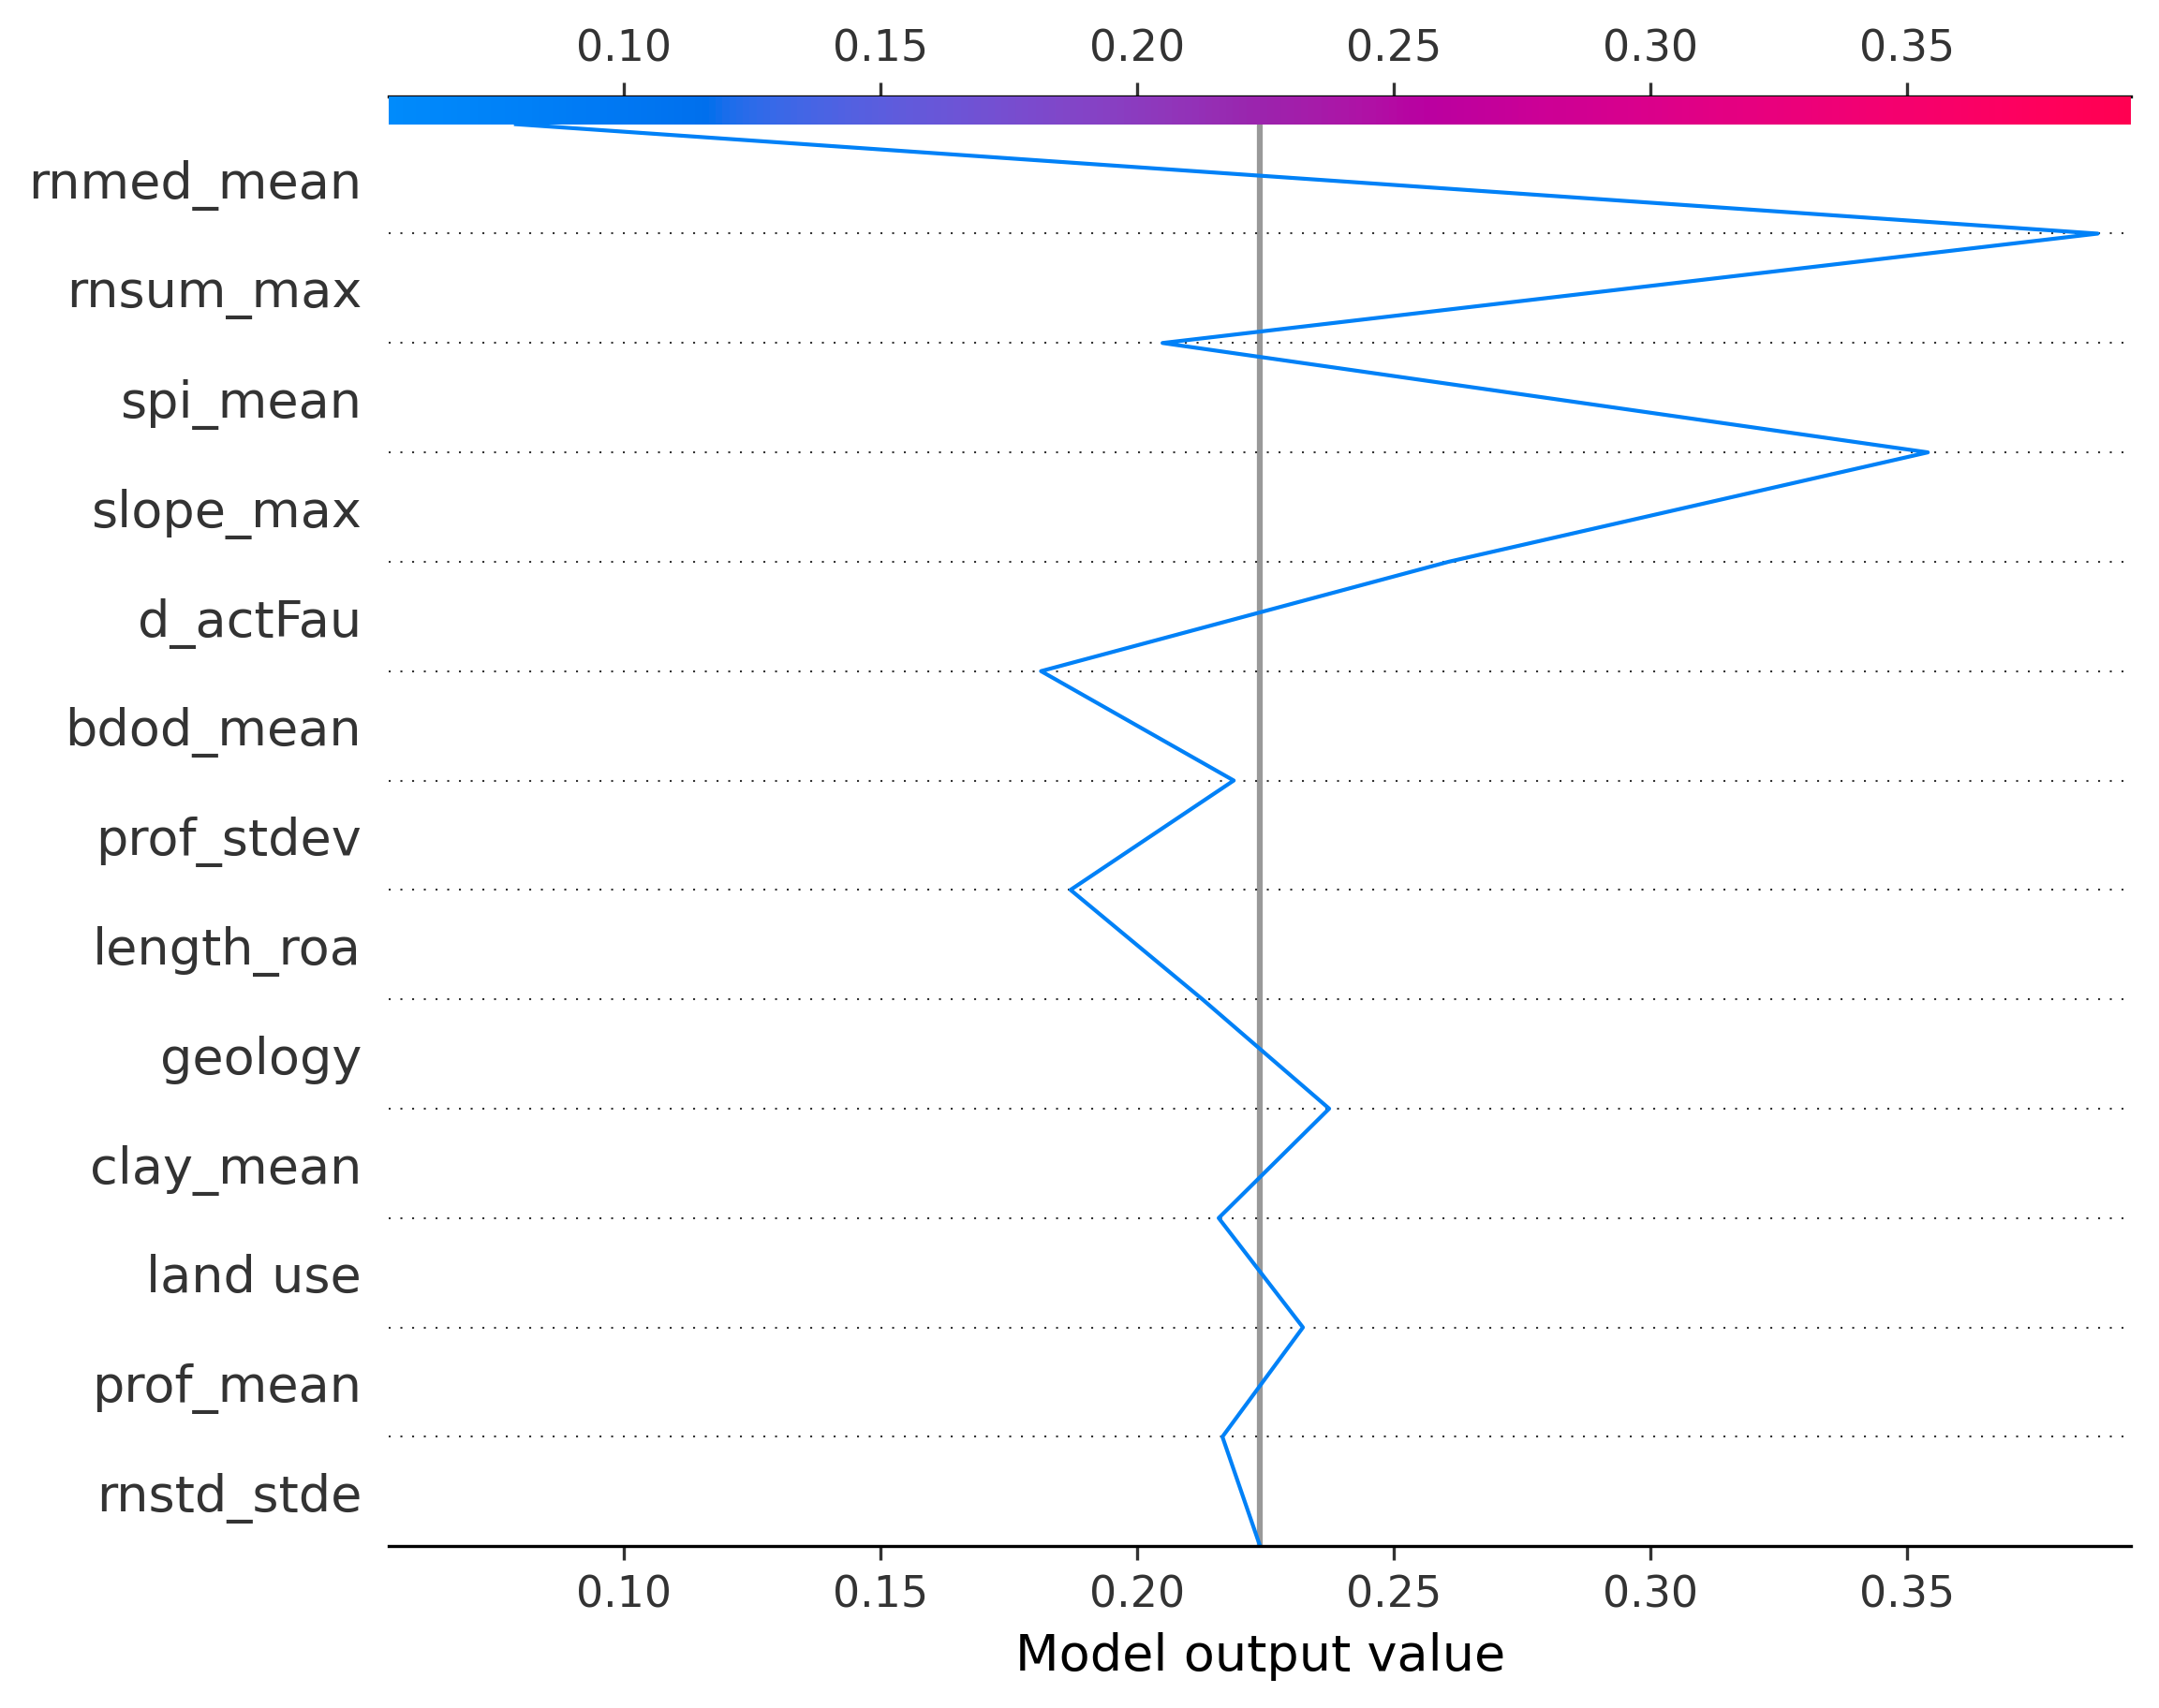 0.10 0.15 0.20 0.25 0.30 0.35
rnmed_mean
rnsum_max
spi_mean
slope_max
d_actFau
bdod_mean
prof_stdev
length_roa
geology
clay_mean
land use
prof_mean
rnstd_stde
0.10 0.15 0.20 0.25 0.30 0.35
Model output value